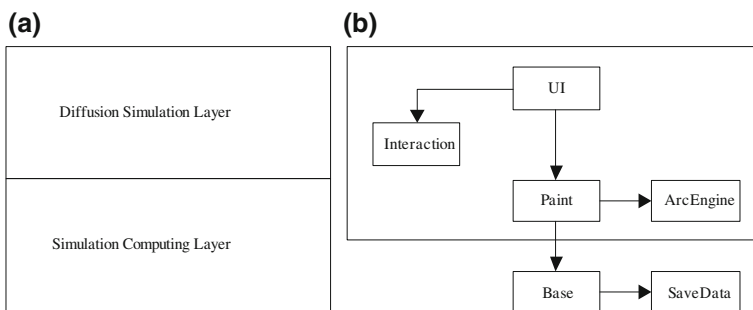 (a)
Diffusion Simulation Layer
Simulation Computing Layer
(b)
UI
Interaction
Paint
ArcEngine
Base
SaveData